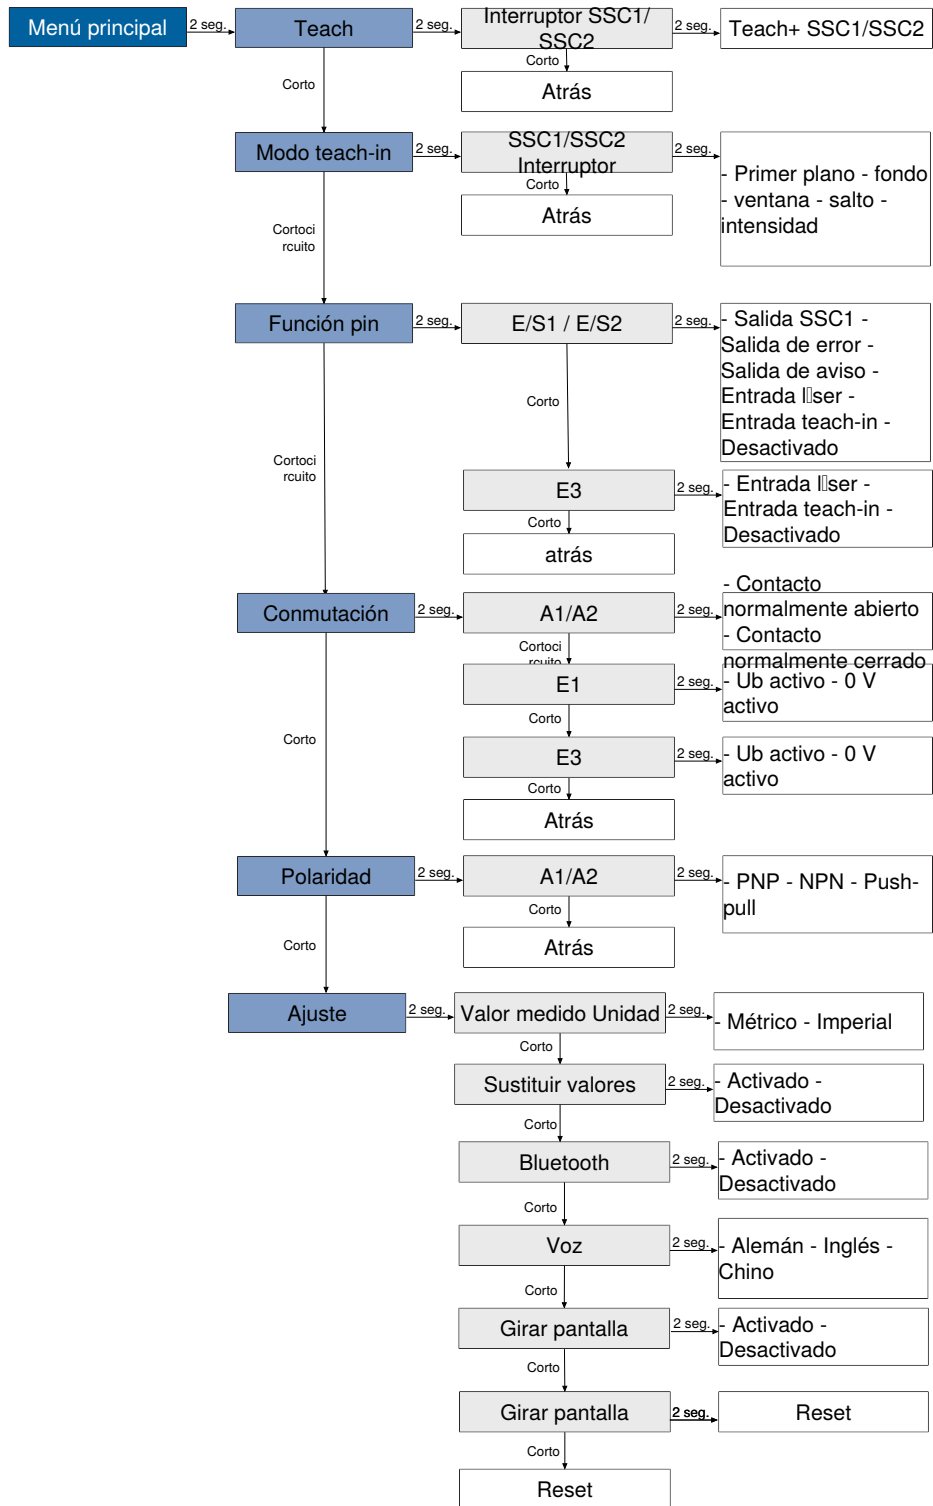 Menú principal
2 seg.
Teach
2 seg.
Interruptor SSC1/
SSC2
2 seg.
Teach+ SSC1/SSC2
Corto
Corto
Atrás
Modo teach-in
2 seg.
SSC1/SSC2
Interruptor
2 seg.
- Primer plano - fondo
- ventana - salto -
intensidad
Corto
Atrás
Cortoci
rcuito
Función pin
2 seg.
E/S1 / E/S2
2 seg.
- Salida SSC1 -
Salida de error -
Salida de aviso -
Entrada l▯ser -
Entrada teach-in -
Desactivado
Corto
Cortoci
rcuito
E3
2 seg.
- Entrada l▯ser -
Entrada teach-in -
Desactivado
Corto
atrás
Conmutación
2 seg.
A1/A2
2 seg.
- Contacto
normalmente abierto
- Contacto
normalmente cerrado
Cortoci
rcuito
E1
2 seg.
- Ub activo - 0 V
activo
Corto
Corto
E3
2 seg.
- Ub activo - 0 V
activo
Corto
Atrás
Polaridad
2 seg.
A1/A2
2 seg.
- PNP - NPN - Push-
pull
Corto
Atrás
Corto
Ajuste
2 seg.
Valor medido Unidad
2 seg.
- Métrico - Imperial
Corto
Sustituir valores
2 seg.
- Activado -
Desactivado
Corto
Bluetooth
2 seg.
- Activado -
Desactivado
Corto
Voz
2 seg.
- Alemán - Inglés -
Chino
Corto
Girar pantalla
2 seg.
- Activado -
Desactivado
Corto
Girar pantalla
2 seg.
Reset
Corto
Reset